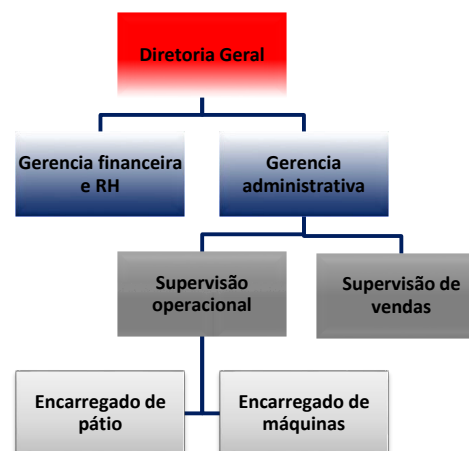 Diretoria Geral
Gerencia financeira
e RH
Gerencia
administrativa
Supervisão
operacional
Supervisão de
vendas
Encarregado de
pátio
Encarregado de
máquinas